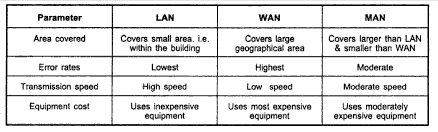 Parameter LAN WAN MAN
Area covered Covers small area. i.e. within the building Covers large geographical area Covers larger than LAN & smaller than WAN
Error rates Lowest Highest Moderate
Transmission speed High speed Low speed Moderate speed
Equipment cost Uses inexpensive equipment Uses most expensive equipment Uses moderately expensive equipment